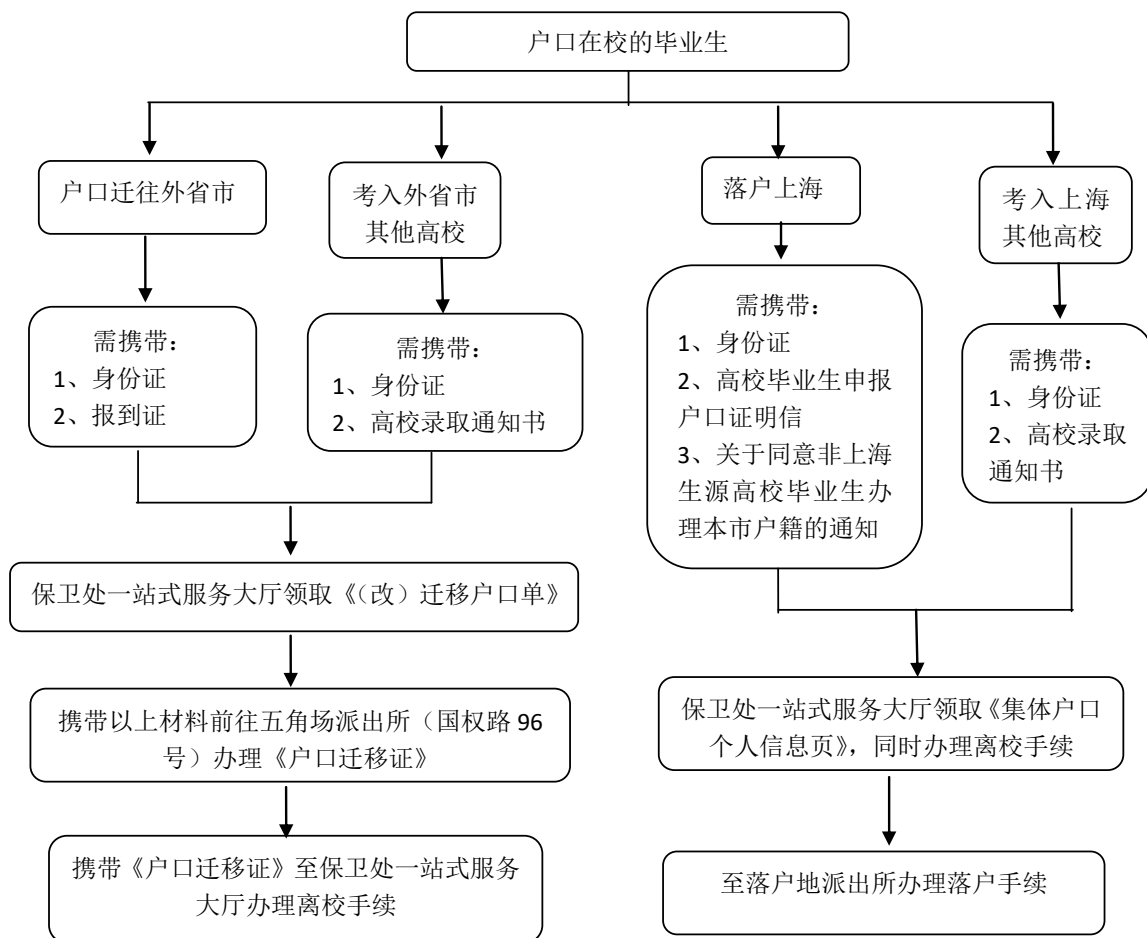 户口在校的毕业生
户口迁往外省市
考入外省市
其他高校
落户上海
考入上海
其他高校
需携带：
1、身份证
2、报到证
需携带：
1、身份证
2、高校录取通知书
需携带：
1、身份证
2、高校毕业生申报
户口证明信
3、关于同意非上海
生源高校毕业生办
理本市户籍的通知
需携带：
1、身份证
2、高校录取
通知书
保卫处一站式服务大厅领取《（改）迁移户口单》
携带以上材料前往五角场派出所（国权路 96
号）办理《户口迁移证》
携带《户口迁移证》至保卫处一站式服务
大厅办理离校手续
保卫处一站式服务大厅领取《集体户口
个人信息页》，同时办理离校手续
至落户地派出所办理落户手续